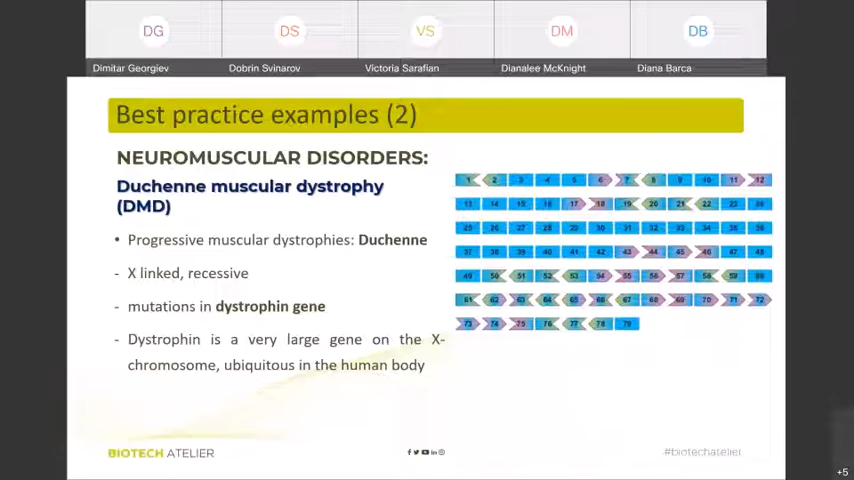 DG DS VS DM DB
Dimitar Georgiev Dobrin Svinarov Victoria Sarafian Dianalee McKnight Diana Barca
Best practice examples (2)
NEUROMUSCULAR DISORDERS:
Duchenne muscular dystrophy
(DMD)
• Progressive muscular dystrophies: Duchenne
- X linked, recessive
- mutations in dystrophin gene
- Dystrophin is a very large gene on the X-
chromosome, ubiquitous in the human body
1 2 3 4 5 6 7 8 9 10 11 12
13 14 15 16 17 18 19 20 21 22 23 24
25 26 27 28 29 30 31 32 33 34 35 36
37 38 39 40 41 42 43 44 45 46 47 48
49 50 51 52 53 54 55 56 57 58 59 60
61 62 63 64 65 66 67 68 69 70 71 72
73 74 75 76 77 78 79
BIOTECH ATELIER
#biotechatelier
+5